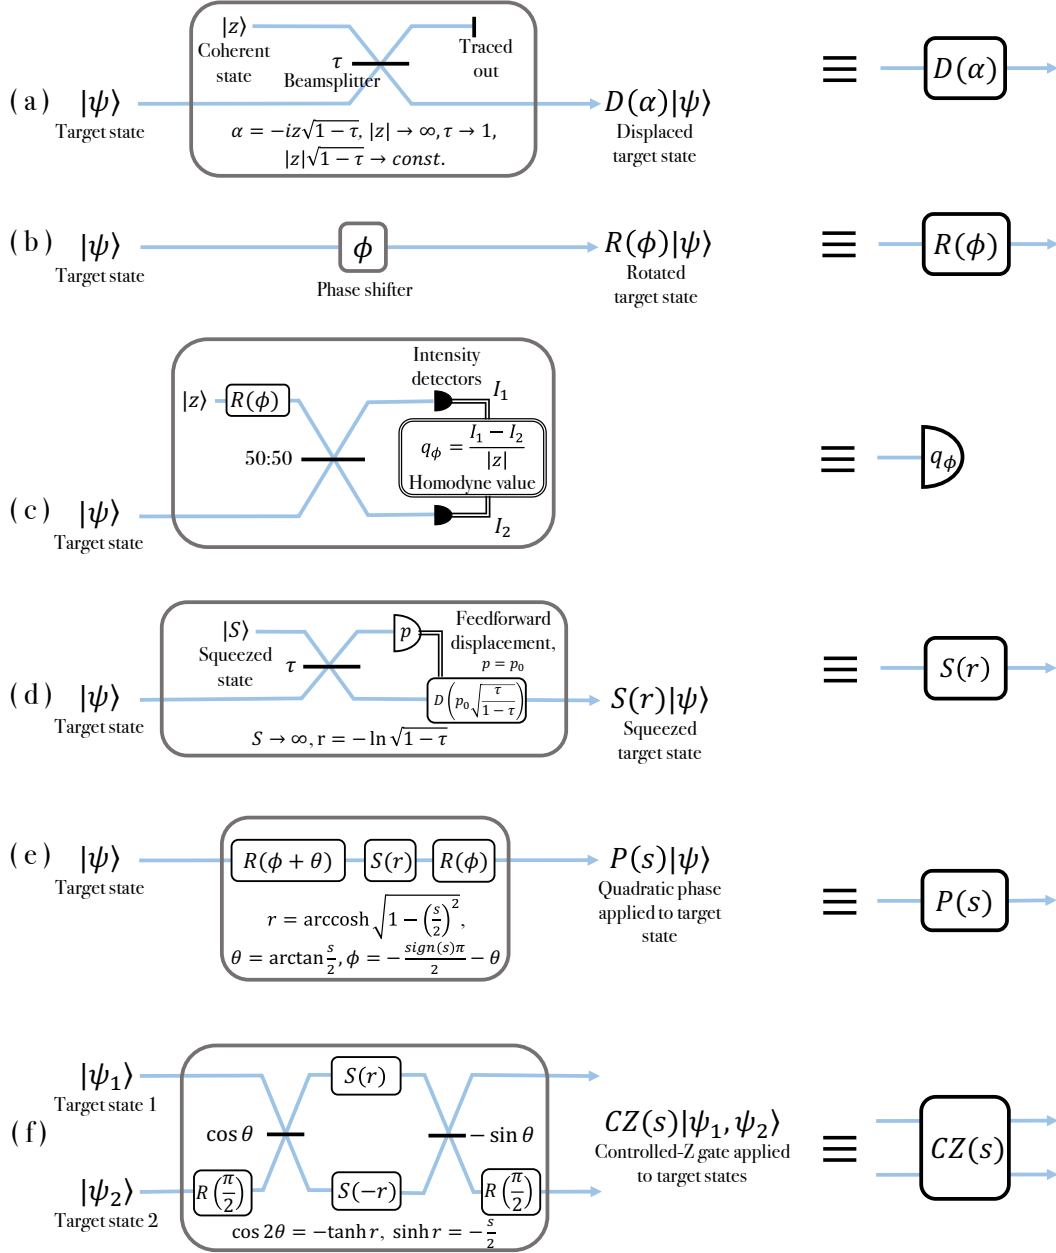 (a)
|ψ⟩
Target state
|z⟩
Coherent
state
τ
Beamsplitter
Traced
out
α = −iz√(1 − τ), |z| → ∞, τ → 1,
|z|√(1 − τ) → const.
D(α)|ψ⟩
Displaced
target state
≡
D(α)
(b)
|ψ⟩
Target state
ϕ
Phase shifter
R(ϕ)|ψ⟩
Rotated
target state
≡
R(ϕ)
(c)
|ψ⟩
Target state
|z⟩
R(ϕ)
50:50
Intensity
detectors
I₁
q_ϕ = (I₁ − I₂)/|z|
Homodyne value
I₂
≡
q_ϕ
(d)
|ψ⟩
Target state
|S⟩
Squeezed
state
τ
p
Feedforward
displacement,
p = p₀
D(p₀√(τ/(1 − τ)))
S → ∞, r = −ln √(1 − τ)
S(r)|ψ⟩
Squeezed
target state
≡
S(r)
(e)
|ψ⟩
Target state
R(ϕ + θ)
S(r)
R(ϕ)
r = arccosh √(1 − (s/2)²),
θ = arctan s/2, ϕ = − sign(s)π/2 − θ
P(s)|ψ⟩
Quadratic phase
applied to target
state
≡
P(s)
(f)
|ψ₁⟩
Target state 1
|ψ₂⟩
Target state 2
cos θ
R(π/2)
S(r)
S(−r)
− sin θ
R(π/2)
cos 2θ = −tanh r, sinh r = − s/2
CZ(s)|ψ₁, ψ₂⟩
Controlled-Z gate applied
to target states
≡
CZ(s)